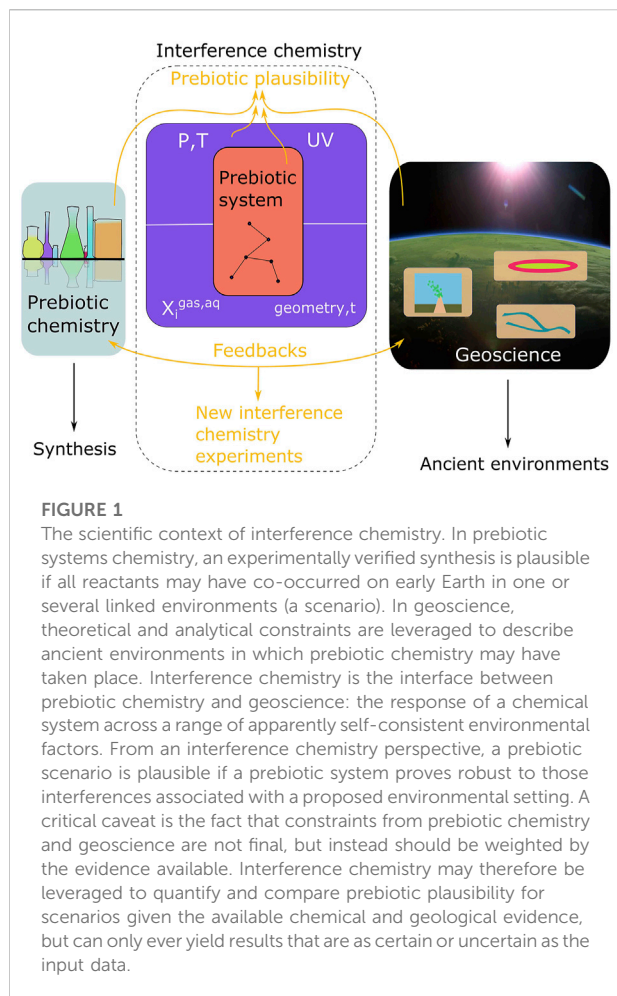 Interference chemistry
Prebiotic plausibility
P,T
UV
Prebiotic
system
X_i^gas,aq
geometry,t
Prebiotic
chemistry
Geoscience
Feedbacks
New interference
chemistry
experiments
Synthesis
Ancient environments
FIGURE 1
The scientific context of interference chemistry. In prebiotic
systems chemistry, an experimentally verified synthesis is plausible
if all reactants may have co-occurred on early Earth in one or
several linked environments (a scenario). In geoscience,
theoretical and analytical constraints are leveraged to describe
ancient environments in which prebiotic chemistry may have
taken place. Interference chemistry is the interface between
prebiotic chemistry and geoscience: the response of a chemical
system across a range of apparently self-consistent environmental
factors. From an interference chemistry perspective, a prebiotic
scenario is plausible if a prebiotic system proves robust to those
interferences associated with a proposed environmental setting. A
critical caveat is the fact that constraints from prebiotic chemistry
and geoscience are not final, but instead should be weighted by
the evidence available. Interference chemistry may therefore be
leveraged to quantify and compare prebiotic plausibility for
scenarios given the available chemical and geological evidence,
but can only ever yield results that are as certain or uncertain as the
input data.